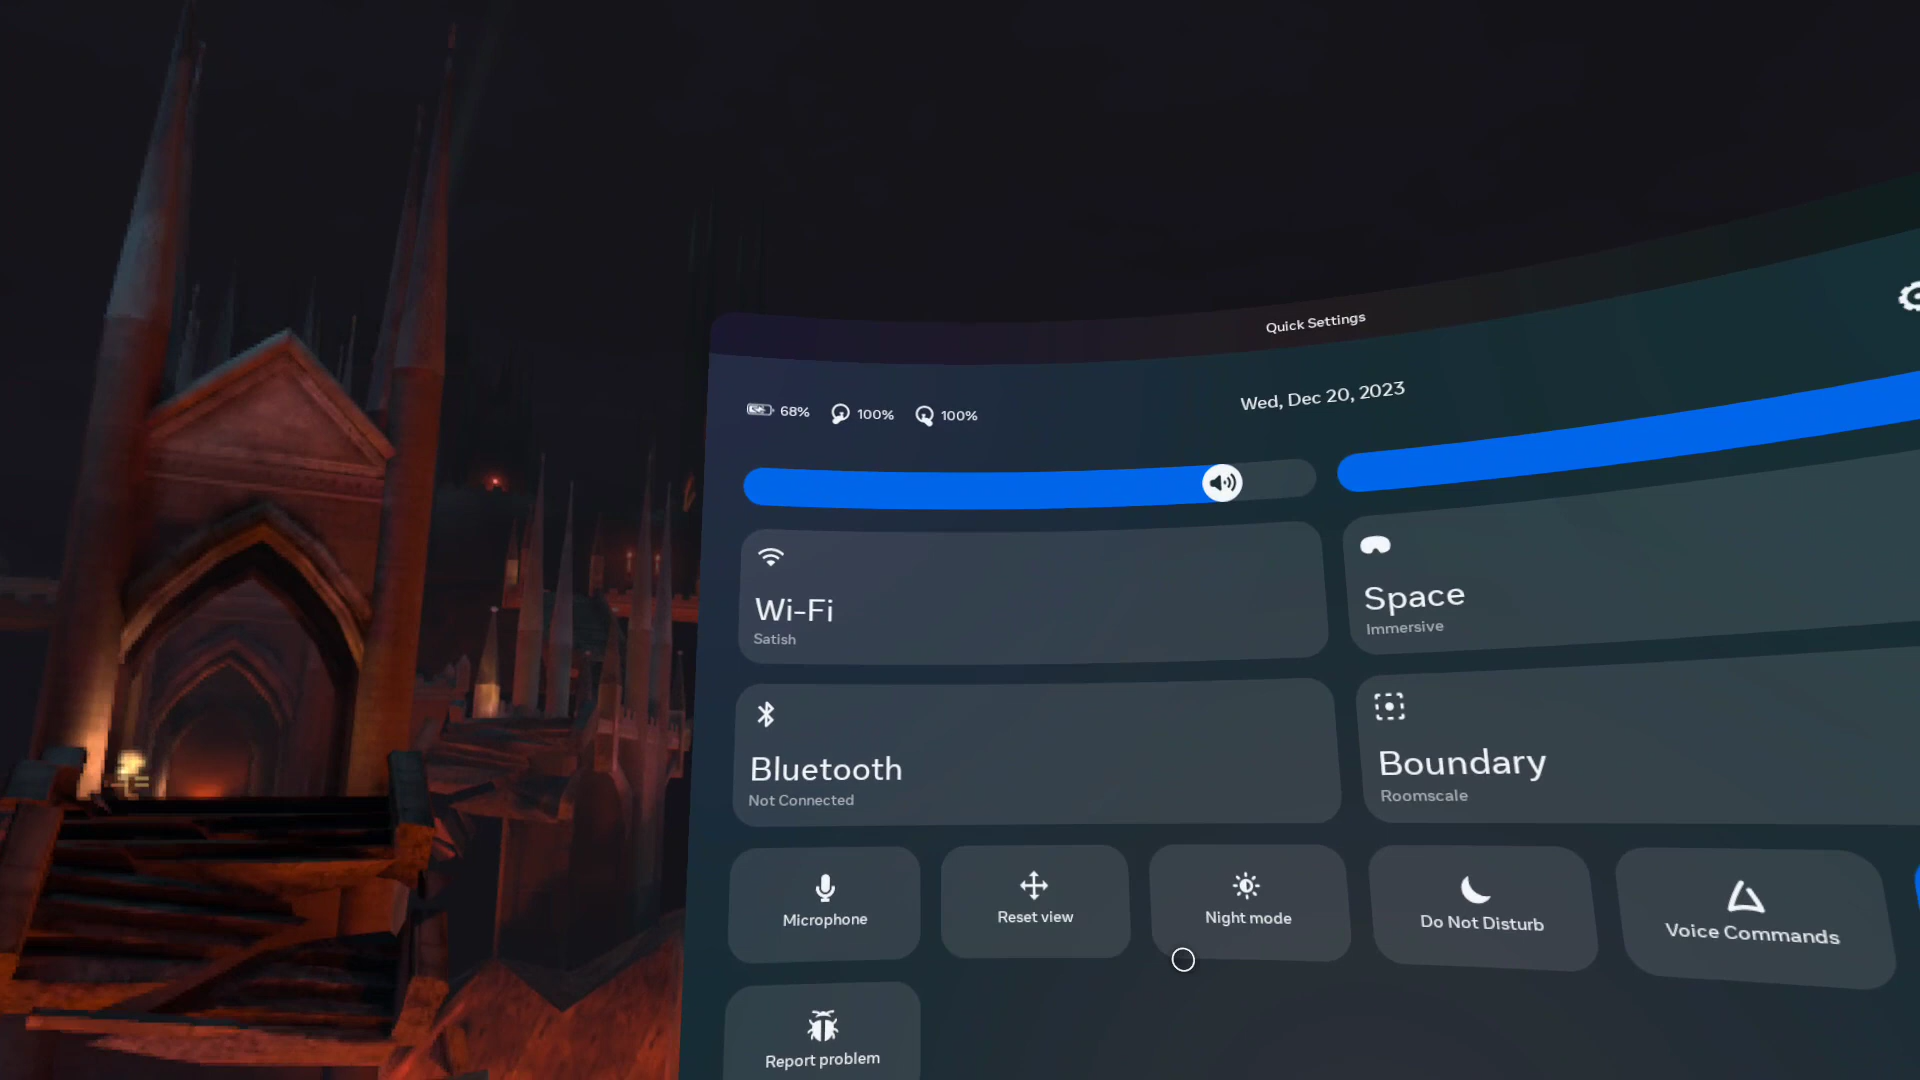 Quick Settings
68% 100% 100%
Wed, Dec 20, 2023
Wi-Fi
Satish
Space
Immersive
Bluetooth
Not Connected
Boundary
Roomscale
Microphone
Reset view
Night mode
Do Not Disturb
Voice Commands
Report problem